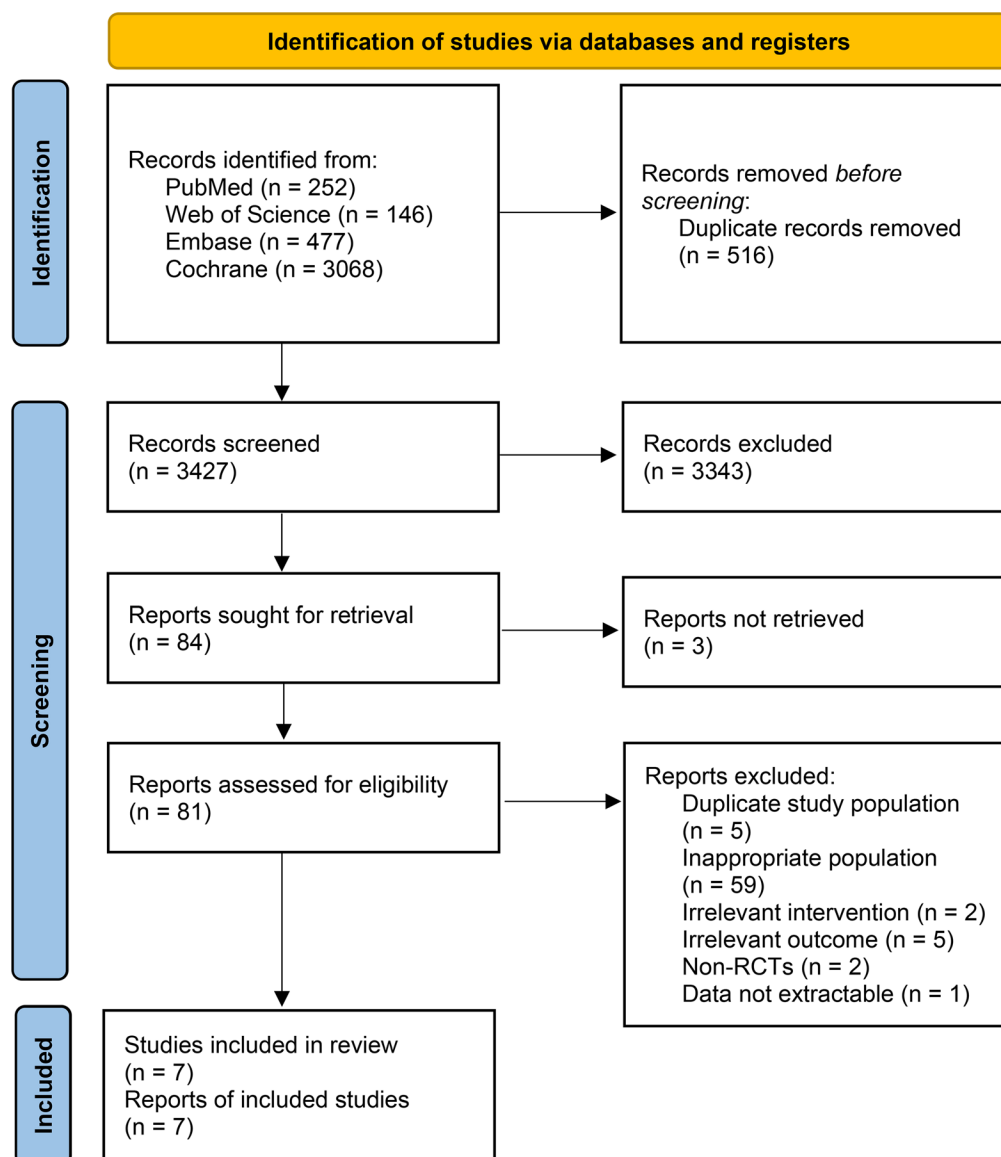 Identification of studies via databases and registers
Identification
Records identified from:
PubMed (n = 252)
Web of Science (n = 146)
Embase (n = 477)
Cochrane (n = 3068)
Records removed before
screening:
Duplicate records removed
(n = 516)
Screening
Records screened
(n = 3427)
Records excluded
(n = 3343)
Reports sought for retrieval
(n = 84)
Reports not retrieved
(n = 3)
Reports assessed for eligibility
(n = 81)
Reports excluded:
Duplicate study population
(n = 5)
Inappropriate population
(n = 59)
Irrelevant intervention (n = 2)
Irrelevant outcome (n = 5)
Non-RCTs (n = 2)
Data not extractable (n = 1)
Included
Studies included in review
(n = 7)
Reports of included studies
(n = 7)